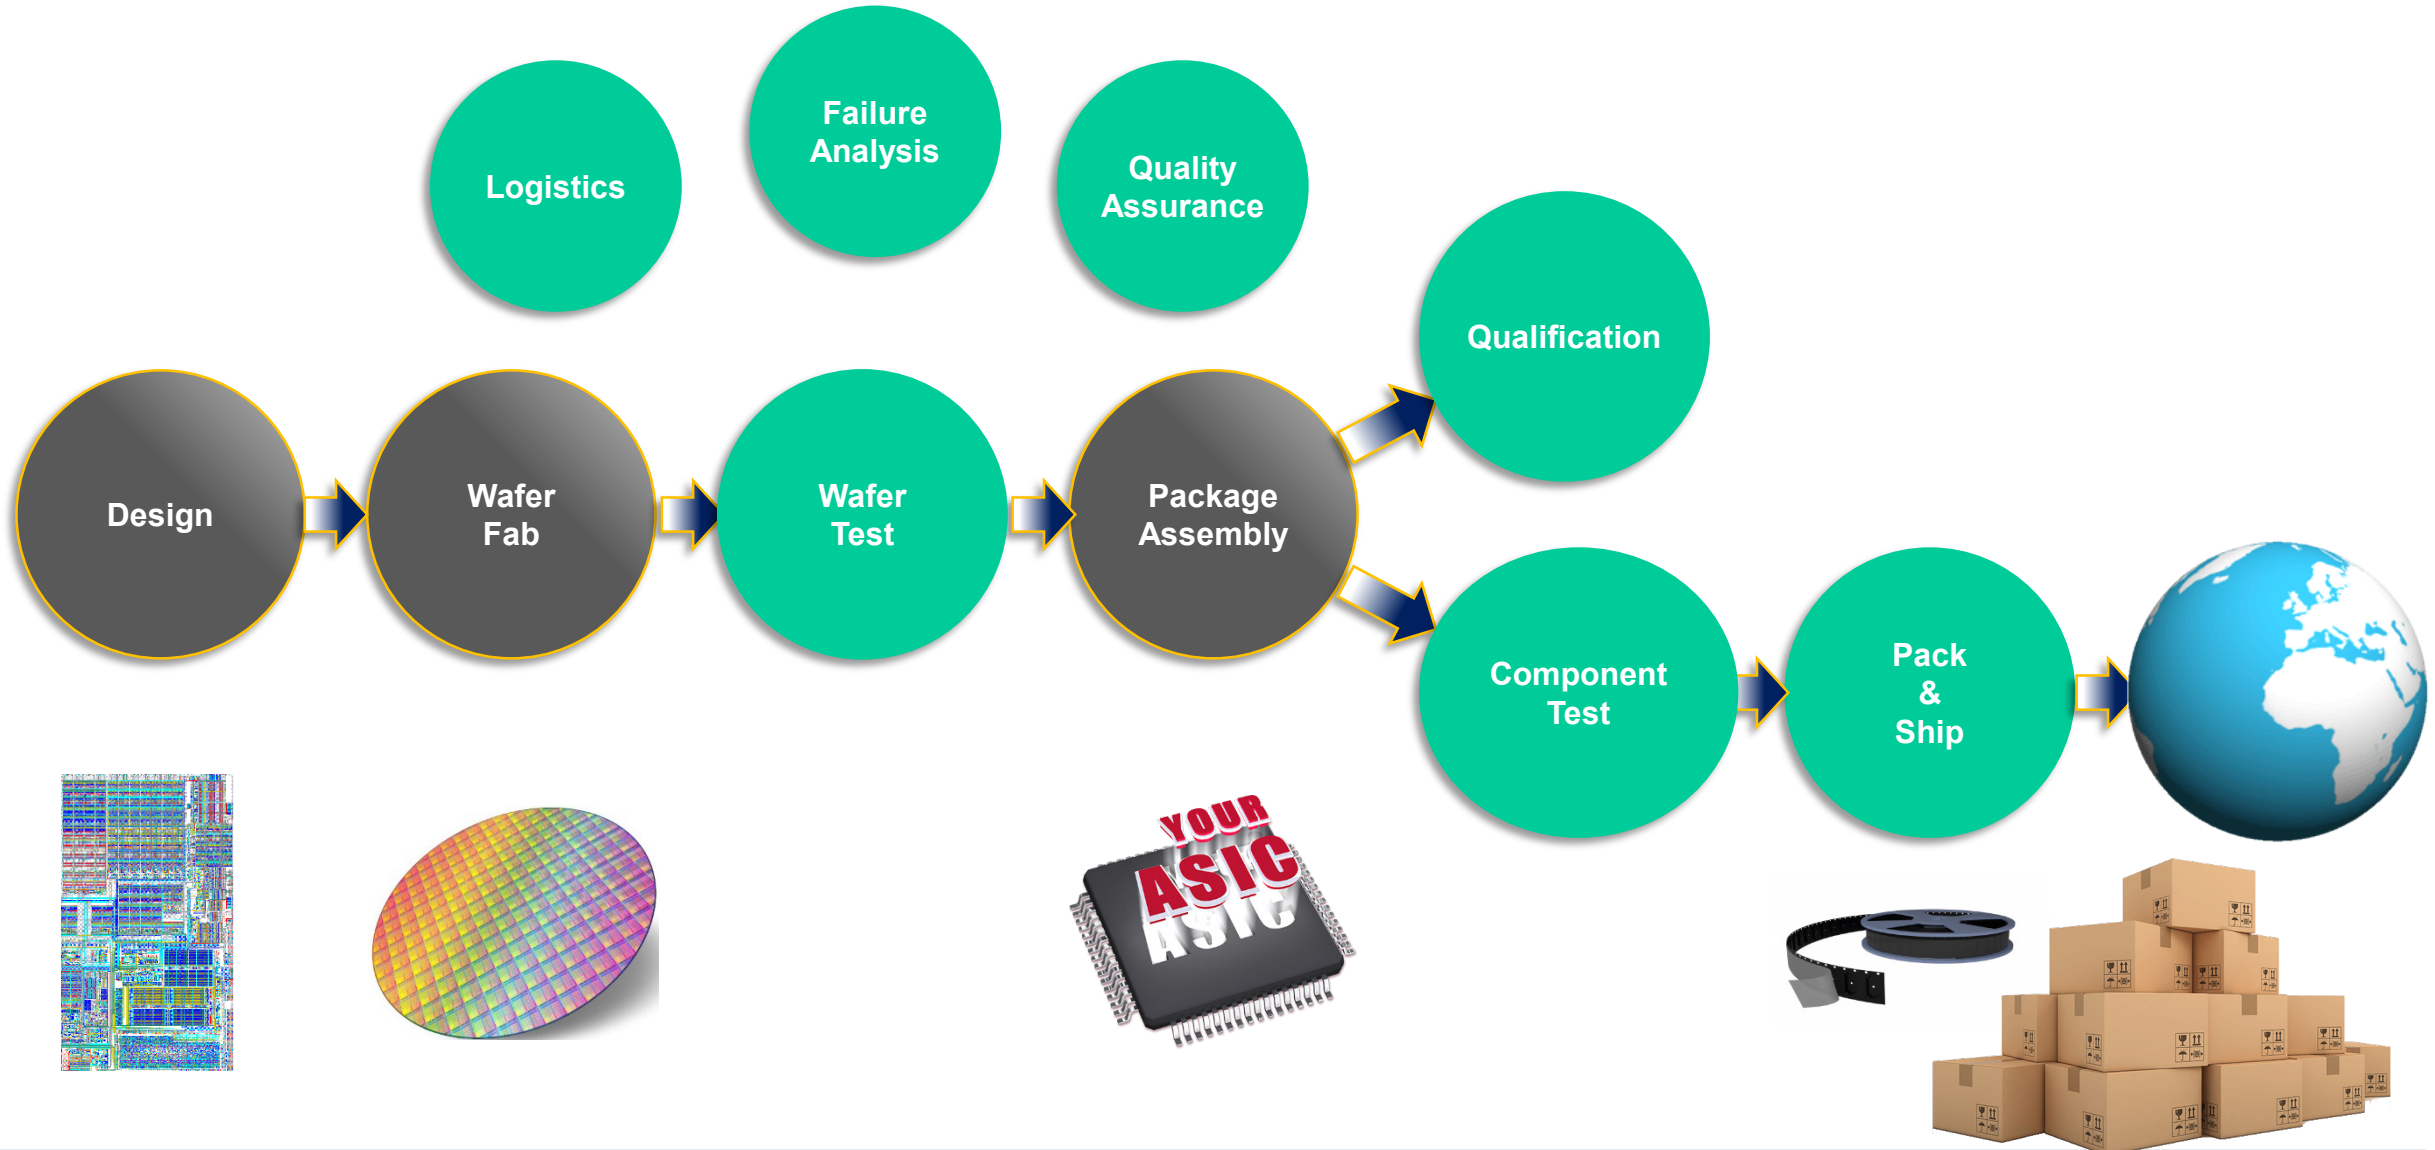 Failure
Analysis
Logistics
Quality
Assurance
Qualification
Design
Wafer
Fab
Wafer
Test
Package
Assembly
Component
Test
Pack
&
Ship
YOUR
ASIC
ASIC